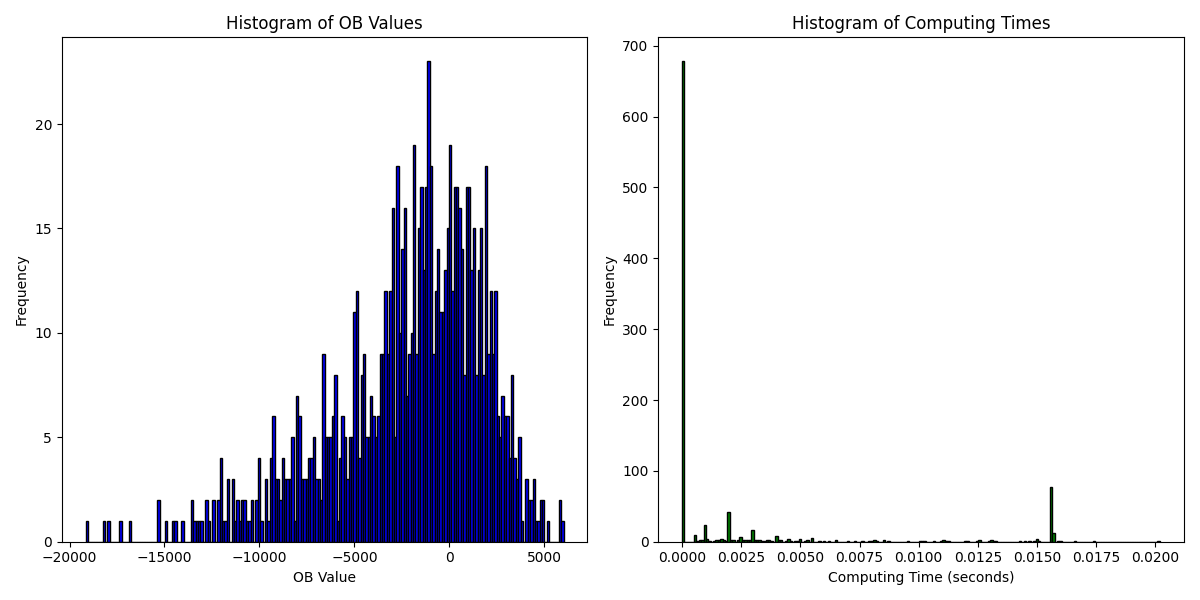 Histogram of OB Values
Frequency
20
15
10
5
0
−20000 −15000 −10000 −5000 0 5000
OB Value
Histogram of Computing Times
Frequency
700
600
500
400
300
200
100
0
0.0000 0.0025 0.0050 0.0075 0.0100 0.0125 0.0150 0.0175 0.0200
Computing Time (seconds)